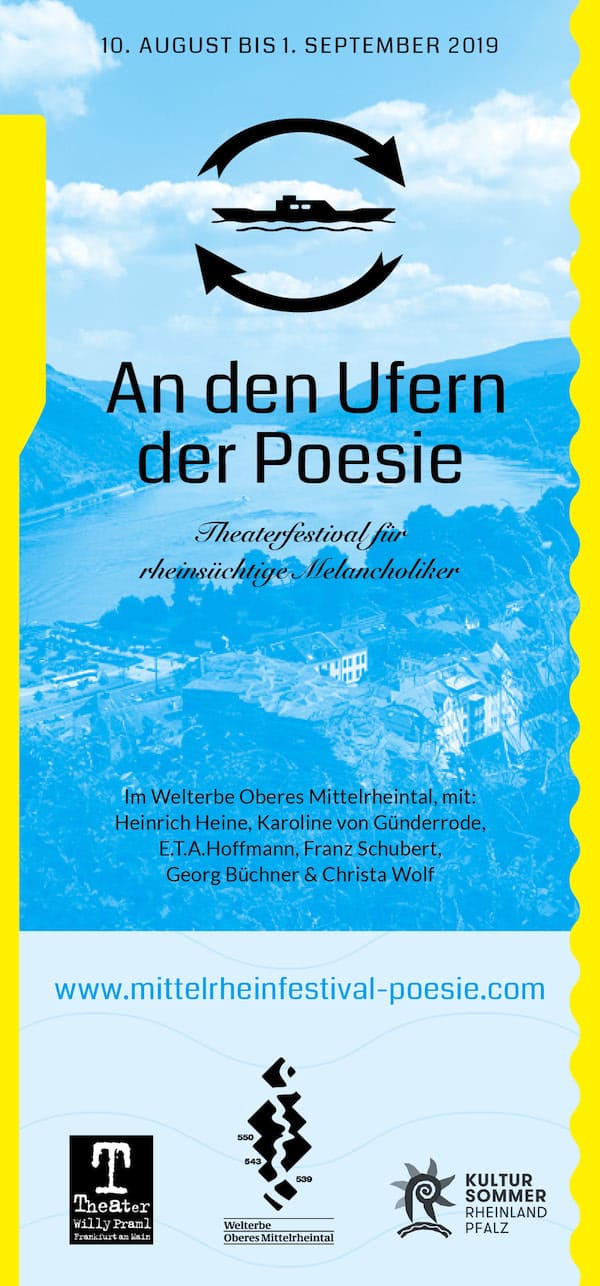 10. AUGUST BIS 1. SEPTEMBER 2019
An den Ufern
der Poesie
Theaterfestival für
rheinsüchtige Melancholiker
Im Welterbe Oberes Mittelrheintal, mit:
Heinrich Heine, Karoline von Günderrode,
E.T.A.Hoffmann, Franz Schubert,
Georg Büchner & Christa Wolf
www.mittelrheinfestival-poesie.com
T
Theater
Willy Praml
Frankfurt am Main
550
543
539
Welterbe
Oberes Mittelrheintal
KULTUR
SOMMER
RHEINLAND
PFALZ